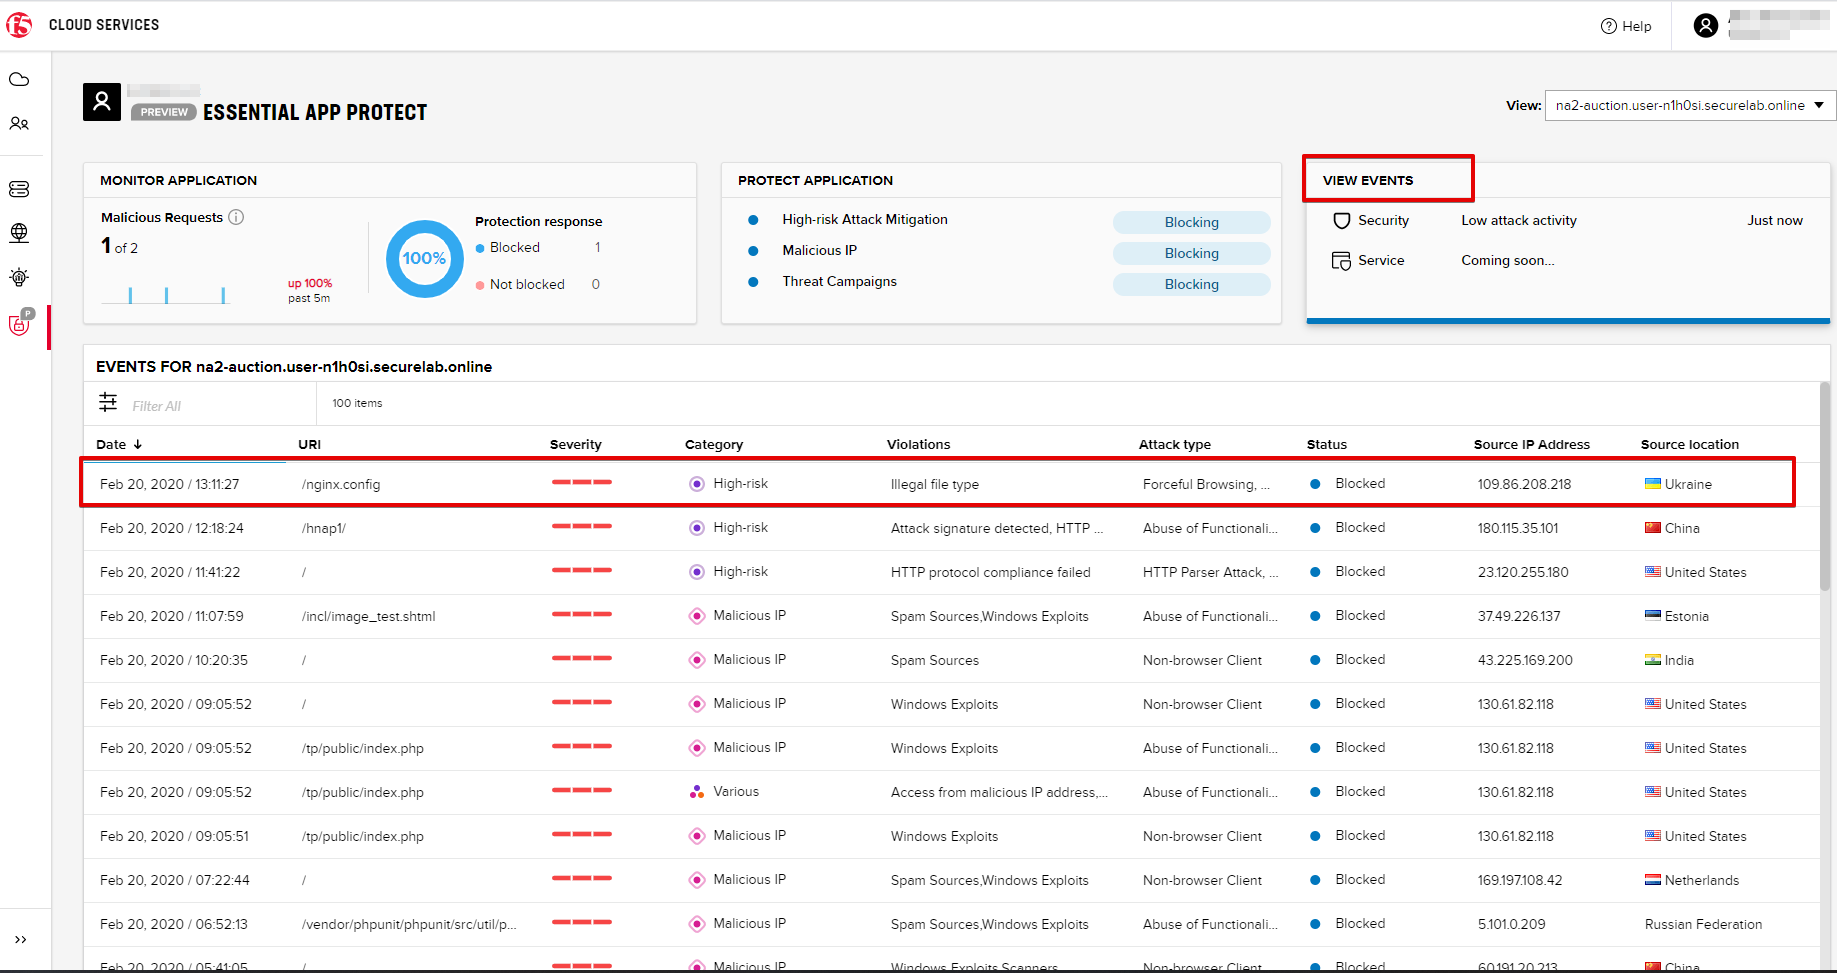 f5 CLOUD SERVICES
Help
PREVIEW ESSENTIAL APP PROTECT
View: na2-auction.user-n1h0si.securelab.online
MONITOR APPLICATION
Malicious Requests
1 of 2
up 100%
past 5m
100%
Protection response
Blocked 1
Not blocked 0
PROTECT APPLICATION
High-risk Attack Mitigation Blocking
Malicious IP Blocking
Threat Campaigns Blocking
VIEW EVENTS
Security Low attack activity Just now
Service Coming soon...
P
EVENTS FOR na2-auction.user-n1h0si.securelab.online
Filter All 100 items
Date URI Severity Category Violations Attack type Status Source IP Address Source location
Feb 20, 2020 / 13:11:27 /nginx.config High-risk Illegal file type Forceful Browsing, ... Blocked 109.86.208.218 Ukraine
Feb 20, 2020 / 12:18:24 /hnap1/ High-risk Attack signature detected, HTTP ... Abuse of Functionali... Blocked 180.115.35.101 China
Feb 20, 2020 / 11:41:22 / High-risk HTTP protocol compliance failed HTTP Parser Attack, ... Blocked 23.120.255.180 United States
Feb 20, 2020 / 11:07:59 /incl/image_test.shtml Malicious IP Spam Sources,Windows Exploits Abuse of Functionali... Blocked 37.49.226.137 Estonia
Feb 20, 2020 / 10:20:35 / Malicious IP Spam Sources Non-browser Client Blocked 43.225.169.200 India
Feb 20, 2020 / 09:05:52 / Malicious IP Windows Exploits Non-browser Client Blocked 130.61.82.118 United States
Feb 20, 2020 / 09:05:52 /tp/public/index.php Malicious IP Windows Exploits Abuse of Functionali... Blocked 130.61.82.118 United States
Feb 20, 2020 / 09:05:52 /tp/public/index.php Various Access from malicious IP address,... Abuse of Functionali... Blocked 130.61.82.118 United States
Feb 20, 2020 / 09:05:51 /tp/public/index.php Malicious IP Windows Exploits Non-browser Client Blocked 130.61.82.118 United States
Feb 20, 2020 / 07:22:44 / Malicious IP Spam Sources,Windows Exploits Non-browser Client Blocked 169.197.108.42 Netherlands
Feb 20, 2020 / 06:52:13 /vendor/phpunit/phpunit/src/util/p... Malicious IP Spam Sources,Windows Exploits Abuse of Functionali... Blocked 5.101.0.209 Russian Federation
Feb 20, 2020 / 05:41:05 / Malicious IP Windows Exploits,Scanners Non-browser Client Blocked 60.191.20.213 China